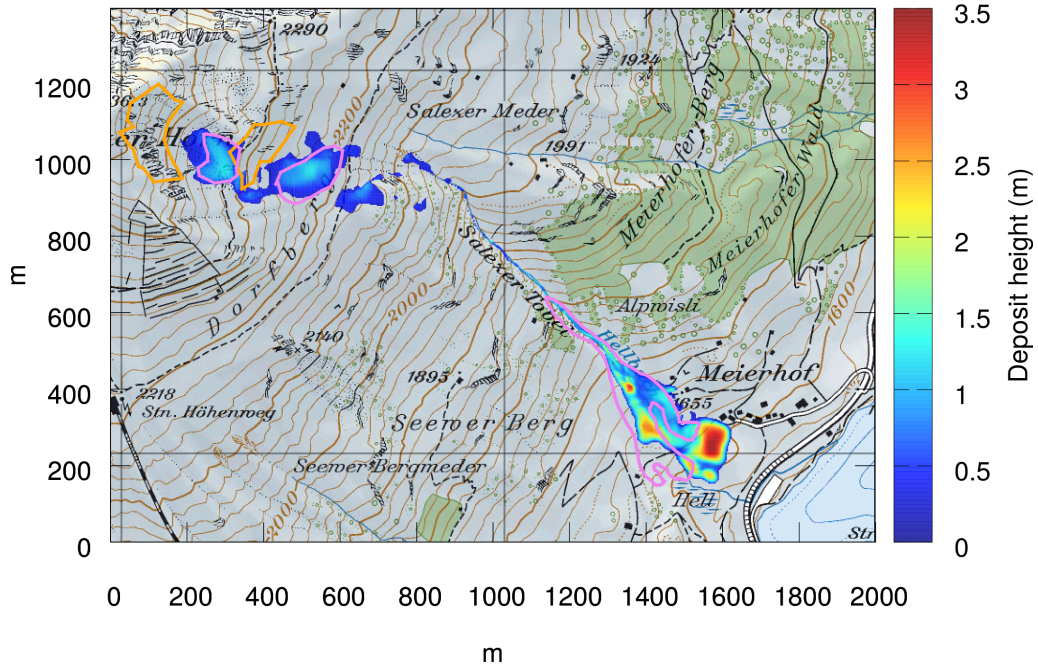 3.5
3
2.5
2
1.5
1
0.5
0
Deposit height (m)
1200
1000
800
600
400
200
0
m
0
200
400
600
800
1000
1200
1400
1600
1800
2000
m
2290
1924
Salexer Meder
2200
1991
Meierhofer-Berg
Meierhofer Wald
Dorfberg
Salexer Tobel
2000
Alpwisli
1600
2140
Hellb.
1895
Meierhof
2218
Stn. Höhenweg
1655
Seewer Berg
Seewer Bergmeder
2000
Hell
Str